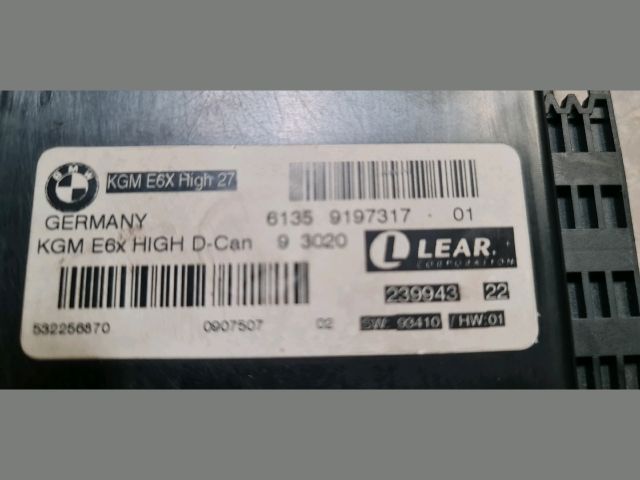 BMW
KGM E6X High 27
GERMANY
6135 9197317 - 01
KGM E6x HIGH D-Can 9 3020
LEAR.
CORPORATION
239943 22
532256870 0907507 02
SW: 93410 / HW:01